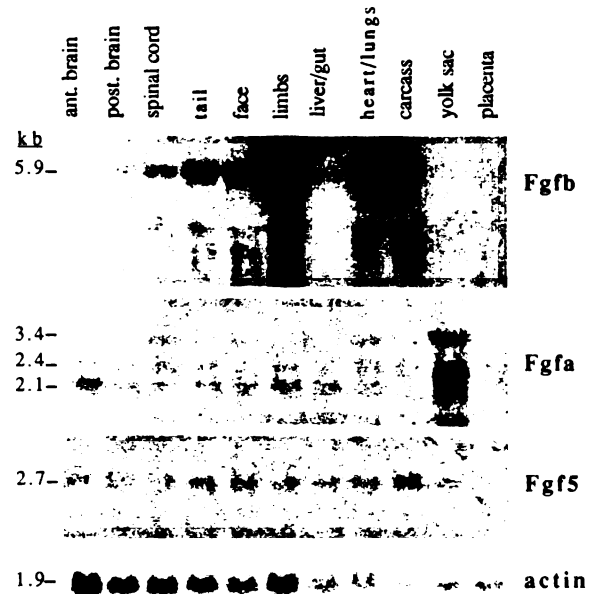 ant. brain
post. brain
spinal cord
tail
face
limbs
liver/gut
heart/lungs
carcass
yolk sac
placenta
kb
5.9–
Fgfb
3.4–
2.4–
2.1–
Fgfa
2.7–
Fgf5
1.9–
actin